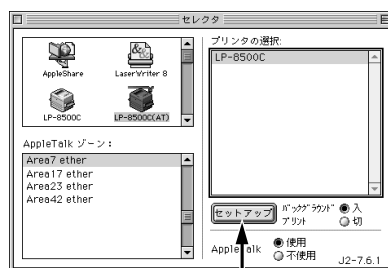 セレクタ
プリンタの選択:
LP-8500C
AppleShare
LaserWriter 8
LP-8500C
LP-8500C(AT)
AppleTalk ゾーン：
Area7 ether
Area17 ether
Area23 ether
Area42 ether
セットアップ
バックグラウンド
プリント
入
切
AppleTalk
使用
不使用
J2-7.6.1